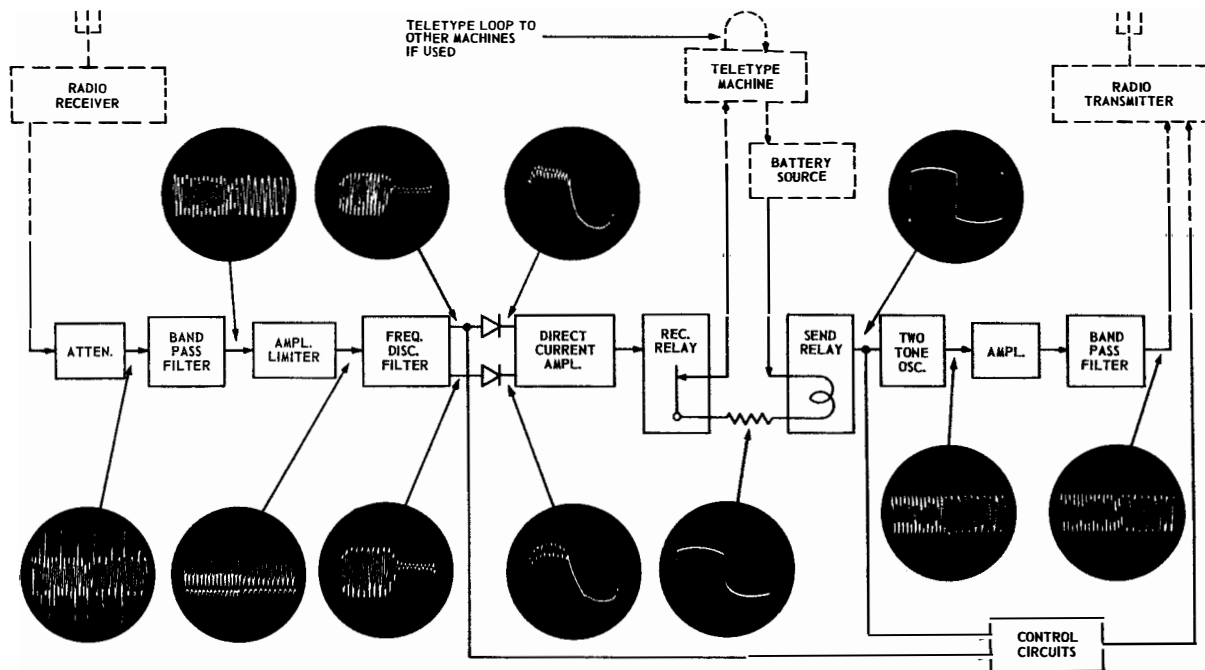 TELETYPE LOOP TO
OTHER MACHINES
IF USED
RADIO
RECEIVER
TELETYPE
MACHINE
RADIO
TRANSMITTER
BATTERY
SOURCE
ATTEN.
BAND
PASS
FILTER
AMPL.
LIMITER
FREQ.
DISC.
FILTER
DIRECT
CURRENT
AMPL.
REC. RELAY
SEND RELAY
TWO
TONE
OSC.
AMPL.
BAND
PASS
FILTER
CONTROL
CIRCUITS